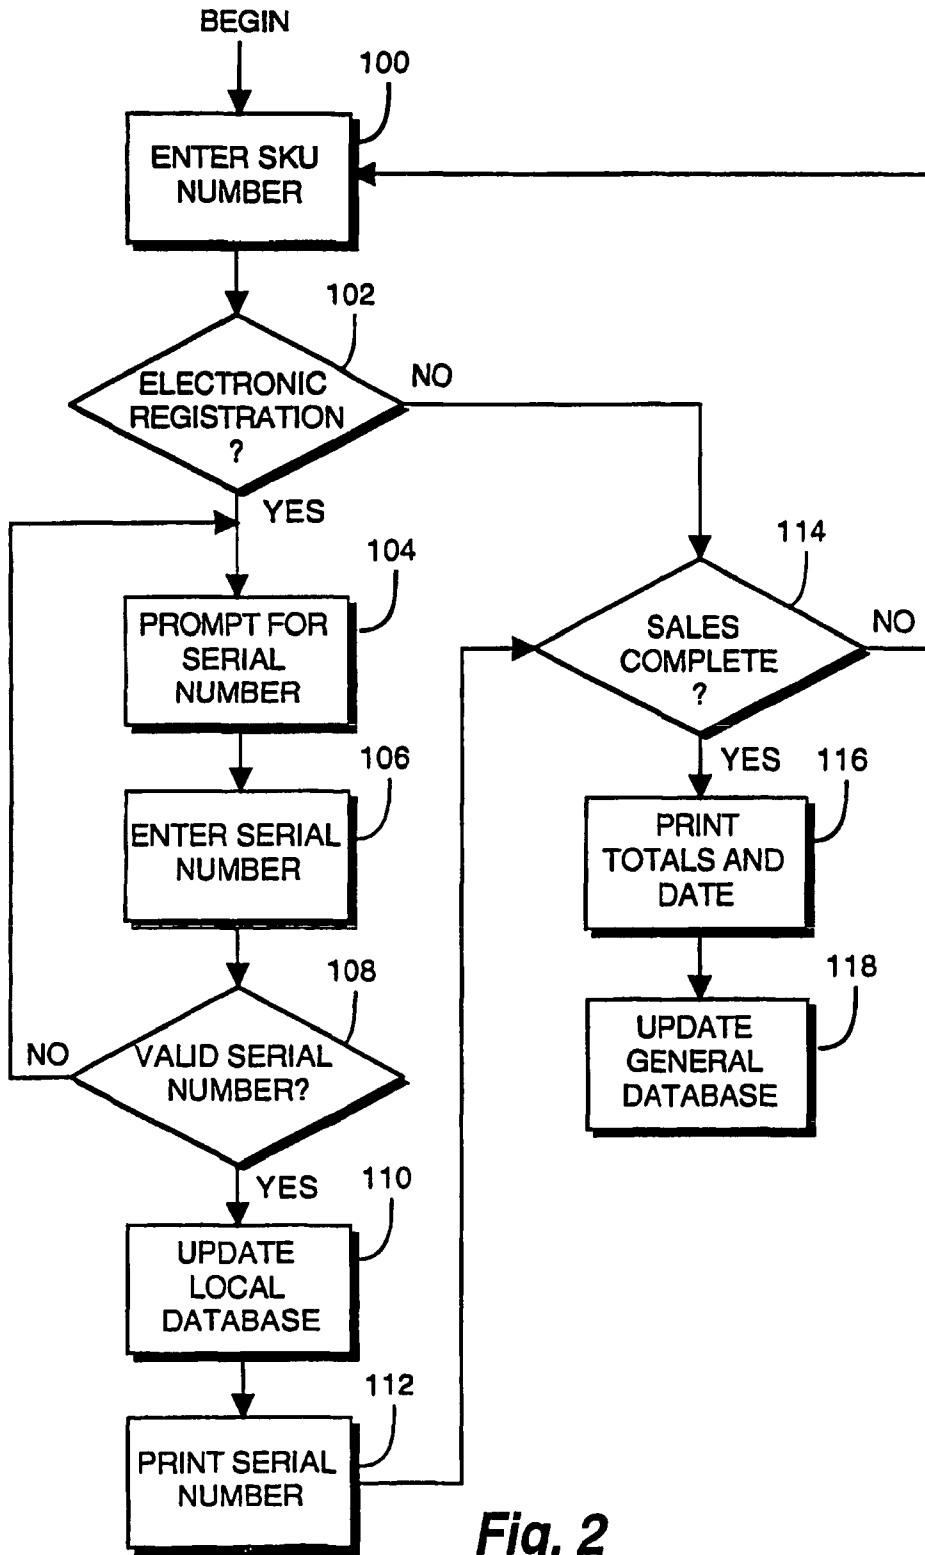 BEGIN
100
ENTER SKU
NUMBER
102
ELECTRONIC
REGISTRATION
?
NO
YES
104
PROMPT FOR
SERIAL
NUMBER
106
ENTER SERIAL
NUMBER
108
VALID SERIAL
NUMBER?
NO
YES
110
UPDATE
LOCAL
DATABASE
112
PRINT SERIAL
NUMBER
114
SALES
COMPLETE
?
NO
YES
116
PRINT
TOTALS AND
DATE
118
UPDATE
GENERAL
DATABASE
Fig. 2